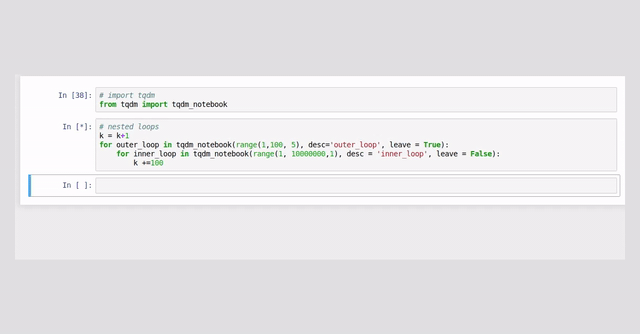 In [38]:
# import tqdm
from tqdm import tqdm_notebook
In [*]:
# nested loops
k = k+1
for outer_loop in tqdm_notebook(range(1,100, 5), desc='outer_loop', leave = True):
for inner_loop in tqdm_notebook(range(1, 10000000,1), desc = 'inner_loop', leave = False):
k +=100
In [ ]: